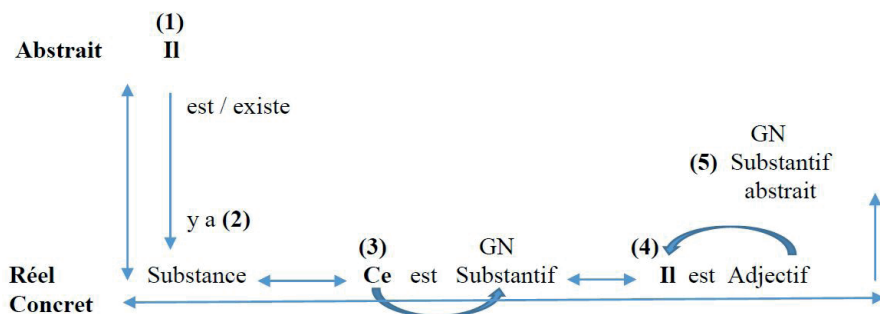 (1)
Abstrait Il
est / existe
GN
(5) Substantif
abstrait
y a (2)
(3) GN (4)
Réel Substance Ce est Substantif Il est Adjectif
Concret